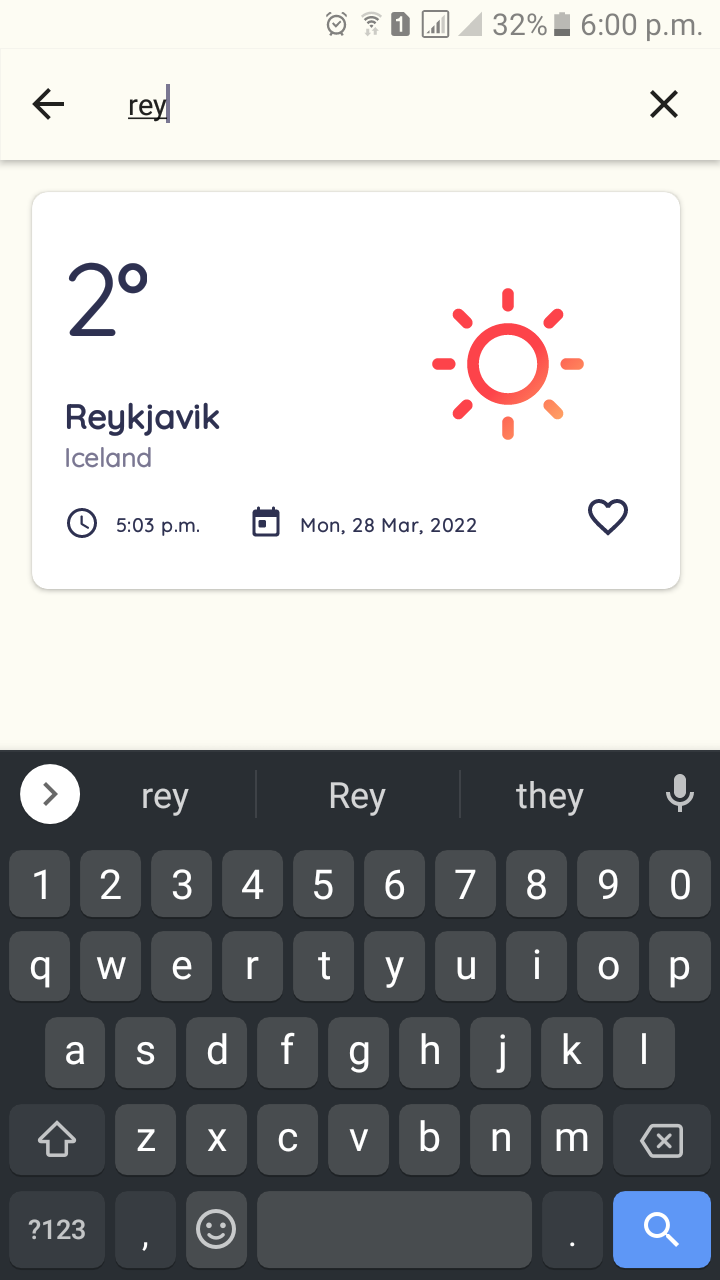 1 32% 6:00 p.m.
rey
2°
Reykjavik
Iceland
5:03 p.m. Mon, 28 Mar, 2022
rey Rey they
1 2 3 4 5 6 7 8 9 0
q w e r t y u i o p
a s d f g h j k l
z x c v b n m
?123 , .